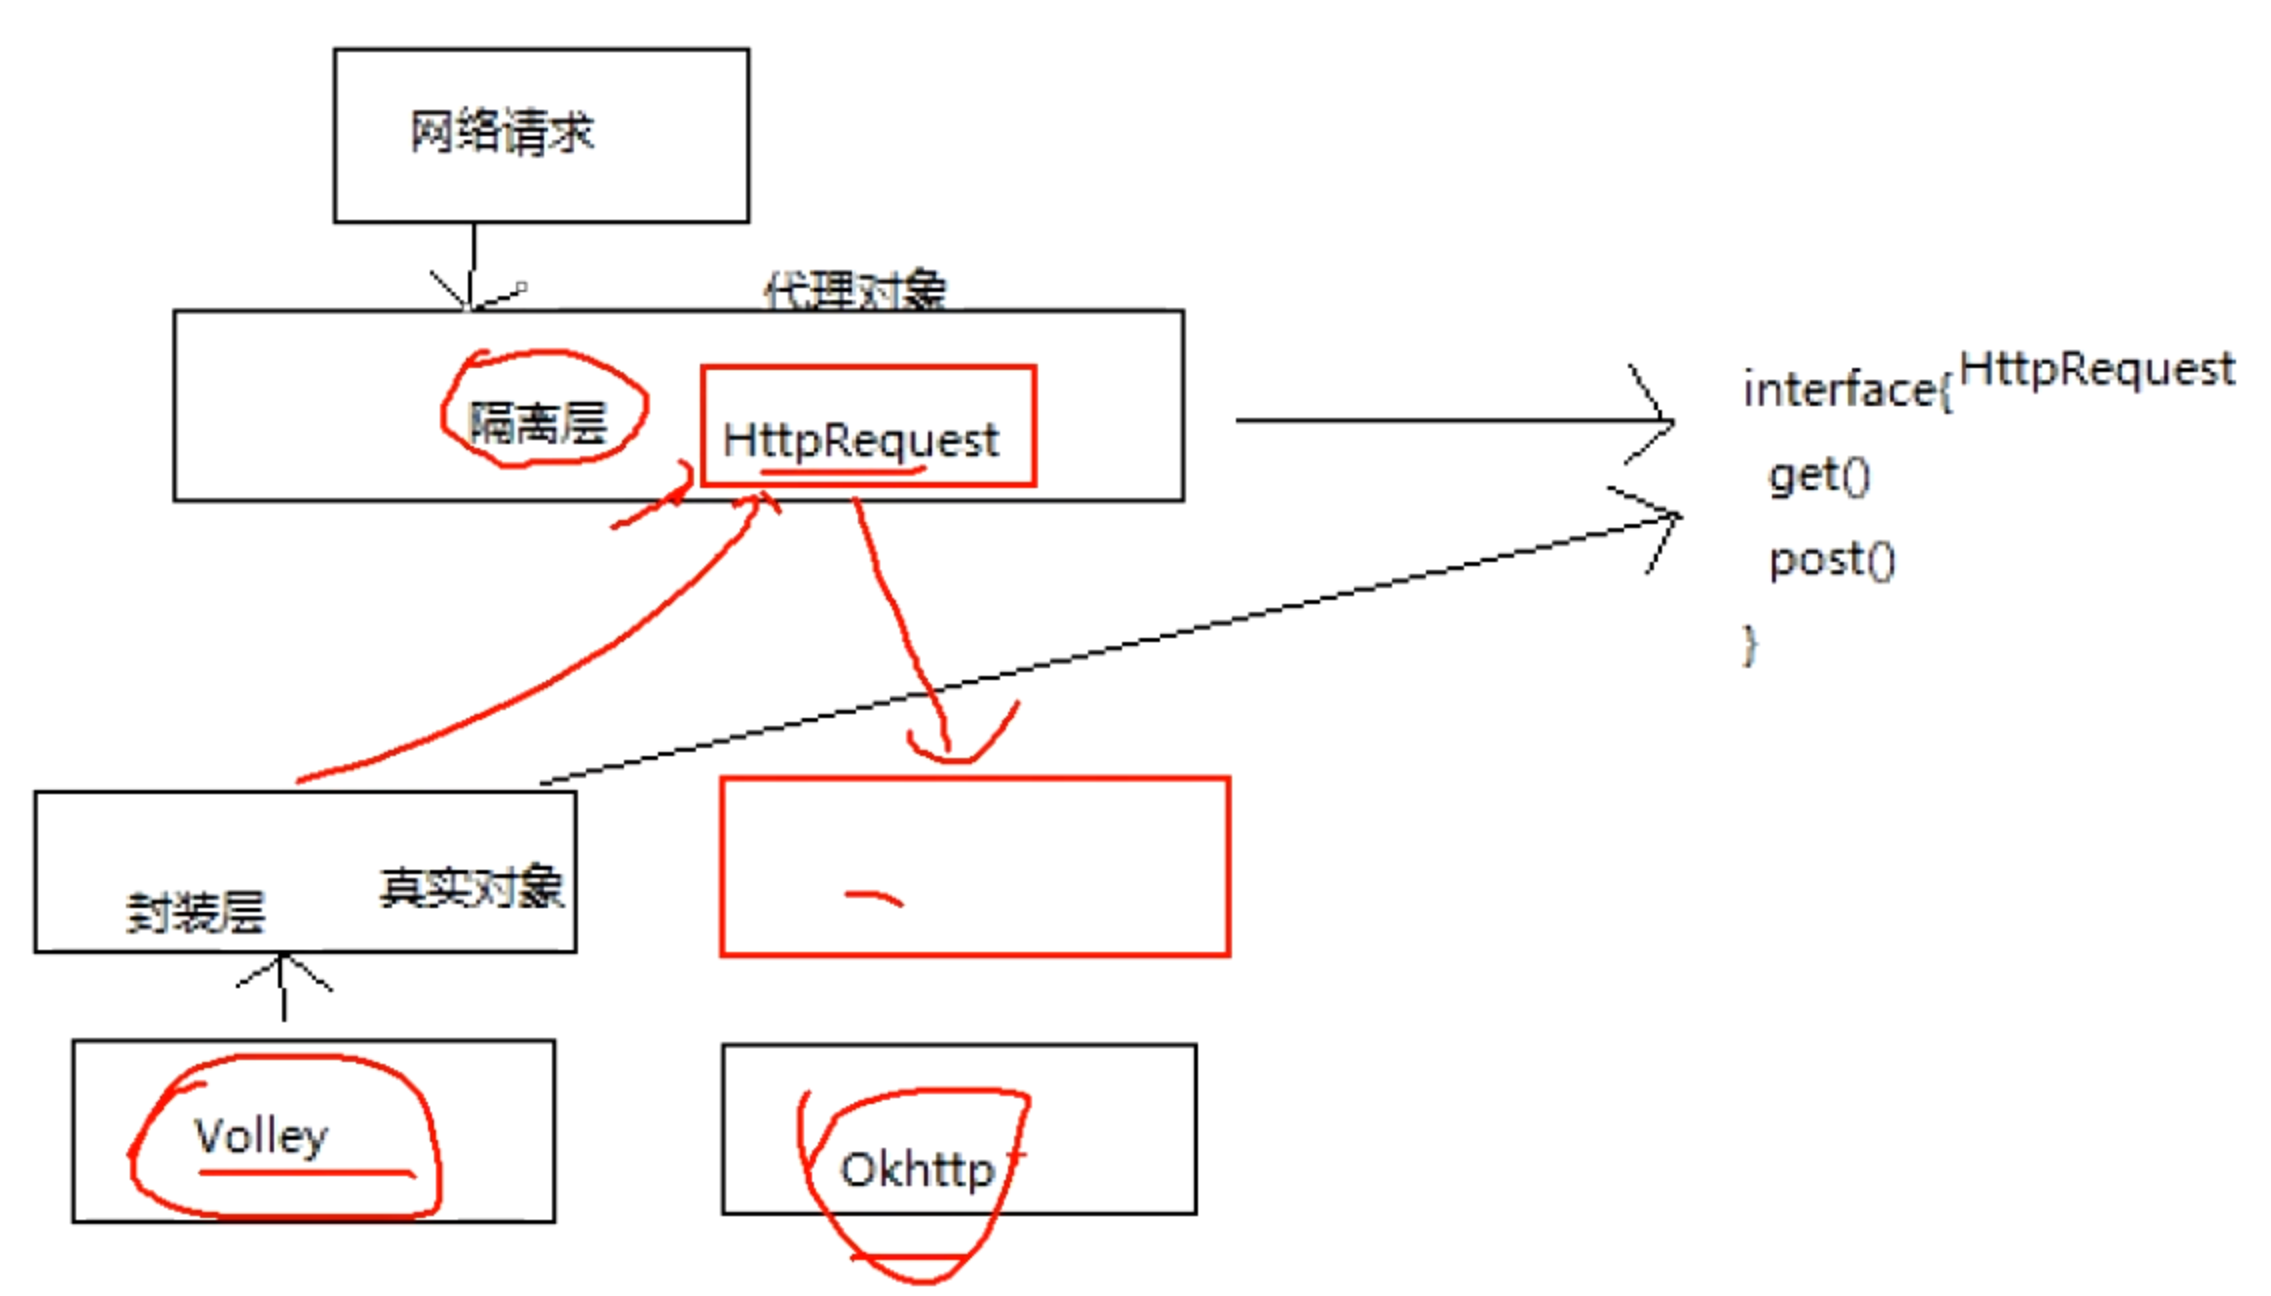 网络请求
代理对象
隔离层
HttpRequest
interface{HttpRequest
get()
post()
}
封装层
真实对象
Volley
Okhttp